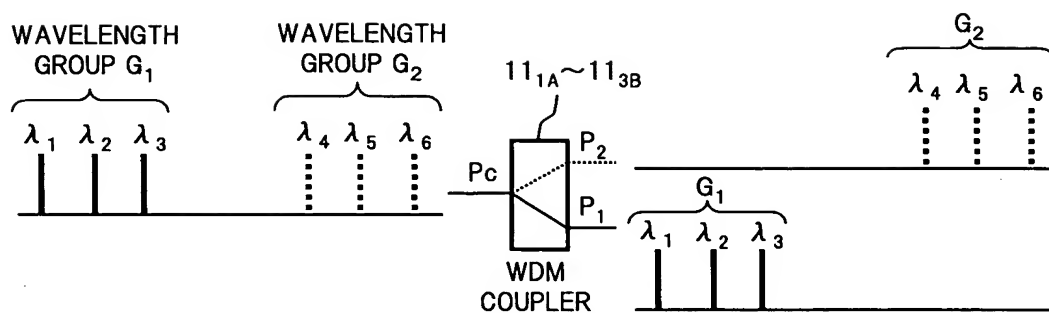 WAVELENGTH
GROUP G₁
λ₁ λ₂ λ₃
WAVELENGTH
GROUP G₂
λ₄ λ₅ λ₆
11₁A～11₃B
Pc
P₂
P₁
WDM
COUPLER
G₂
λ₄ λ₅ λ₆
G₁
λ₁ λ₂ λ₃